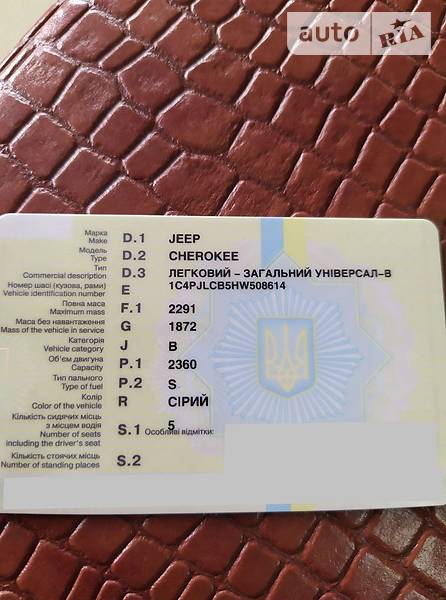 auto RIA
Марка D.1 JEEP
Make
Модель D.2 CHEROKEE
Type
Тип D.3 ЛЕГКОВИЙ – ЗАГАЛЬНИЙ УНІВЕРСАЛ-B
Commercial description
Номер шасі (кузова, рами) E 1C4PJLCB5HW508614
Vehicle identification number
Повна маса F.1 2291
Maximum mass
Маса без навантаження G 1872
Mass of the vehicle in service
Категорія J B
Vehicle category
Об'єм двигуна P.1 2360
Capacity
Тип пального P.2 S
Type of fuel
Колір R СІРИЙ
Color of the vehicle
Кількість сидячих місць
з місцем водія S.1 5 Особливі відмітки:
Number of seats
including the driver's seat
Кількість стоячих місць S.2
Number of standing places